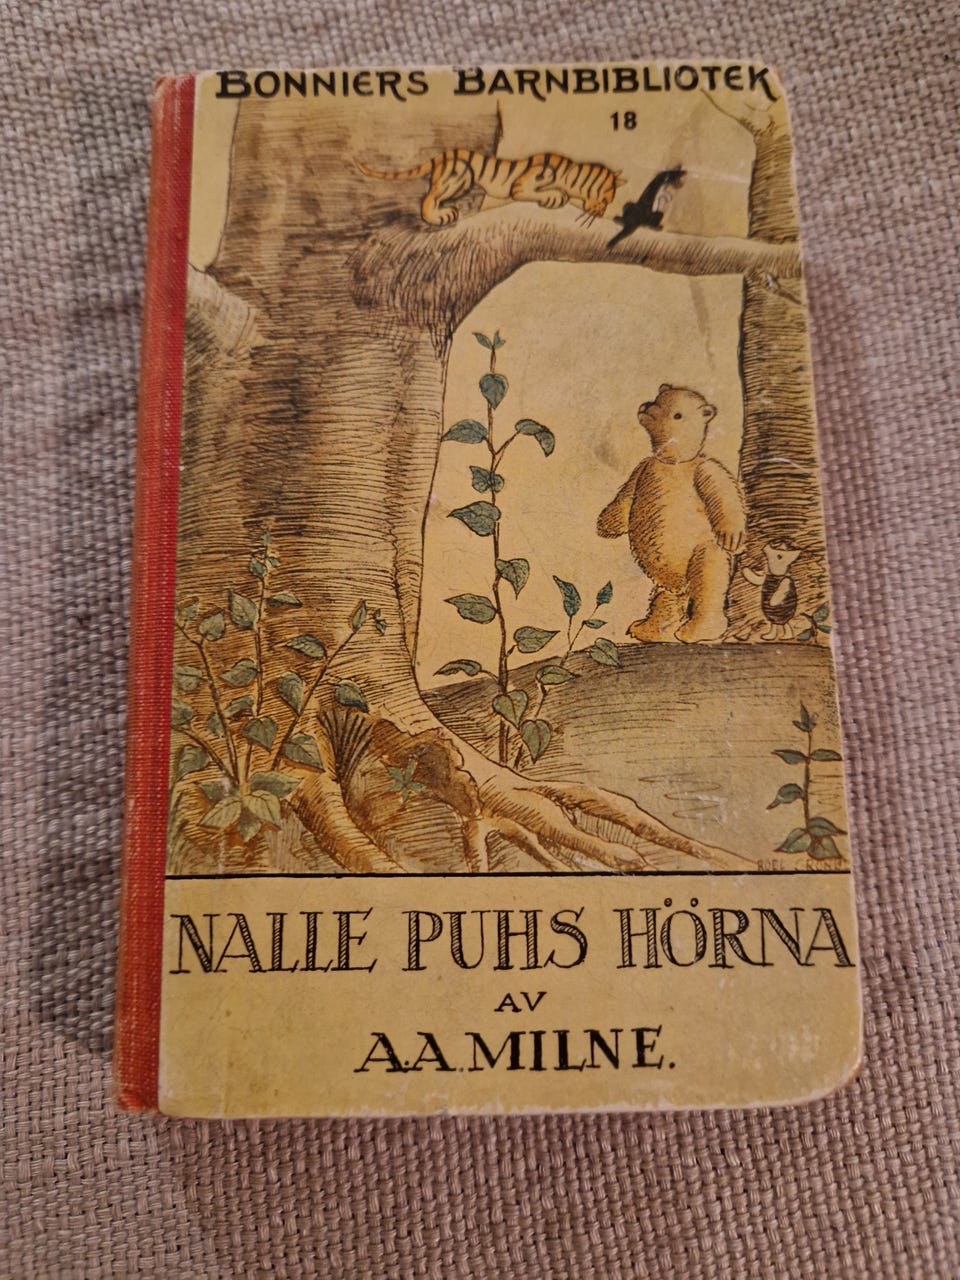 BONNIERS BARNBIBLIOTEK
18
NALLE PUHS HÖRNA
AV
A.A.MILNE.